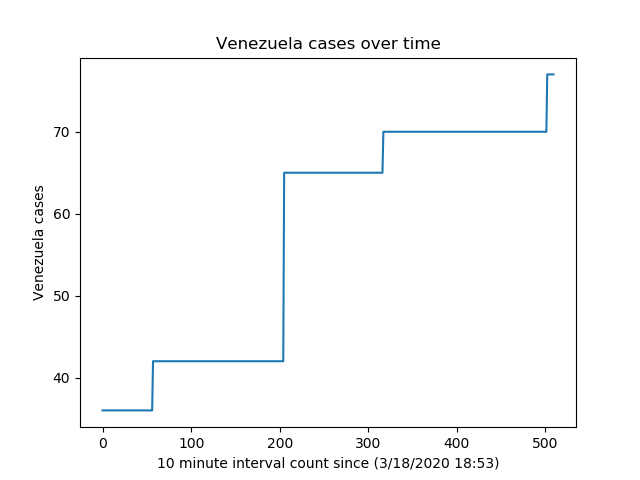 Venezuela cases over time
Venezuela cases
70
60
50
40
0 100 200 300 400 500
10 minute interval count since (3/18/2020 18:53)